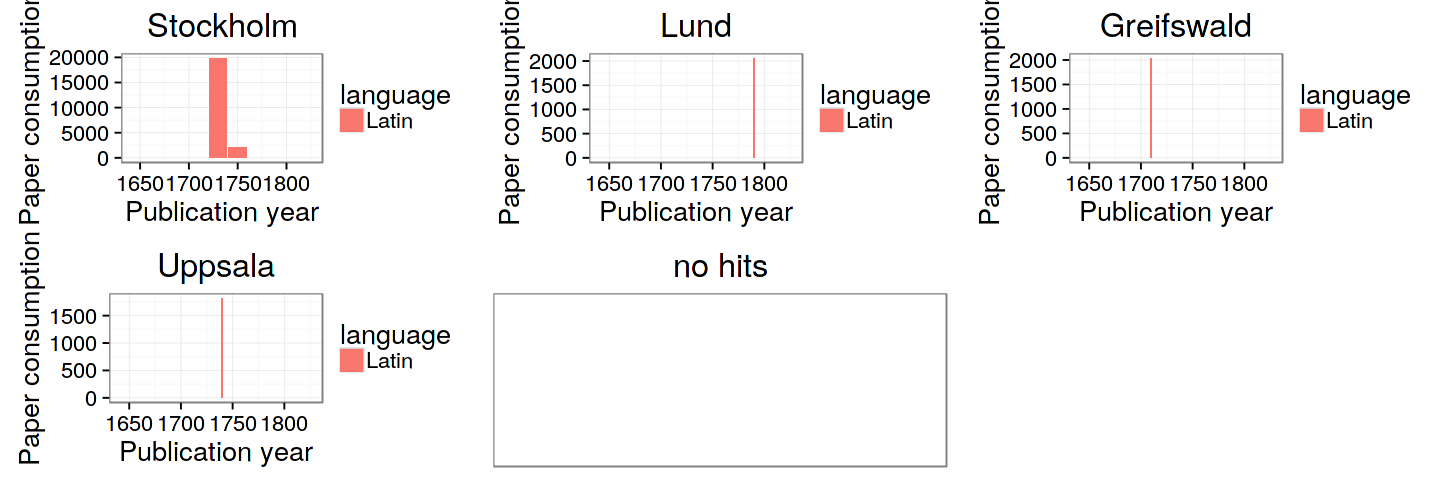 Stockholm
Paper consumption
20000
15000
10000
5000
0
1650 1700 1750 1800
Publication year
language
Latin
Lund
Paper consumption
2000
1500
1000
500
0
1650 1700 1750 1800
Publication year
language
Latin
Greifswald
Paper consumption
2000
1500
1000
500
0
1650 1700 1750 1800
Publication year
language
Latin
Uppsala
Paper consumption
1500
1000
500
0
1650 1700 1750 1800
Publication year
language
Latin
no hits